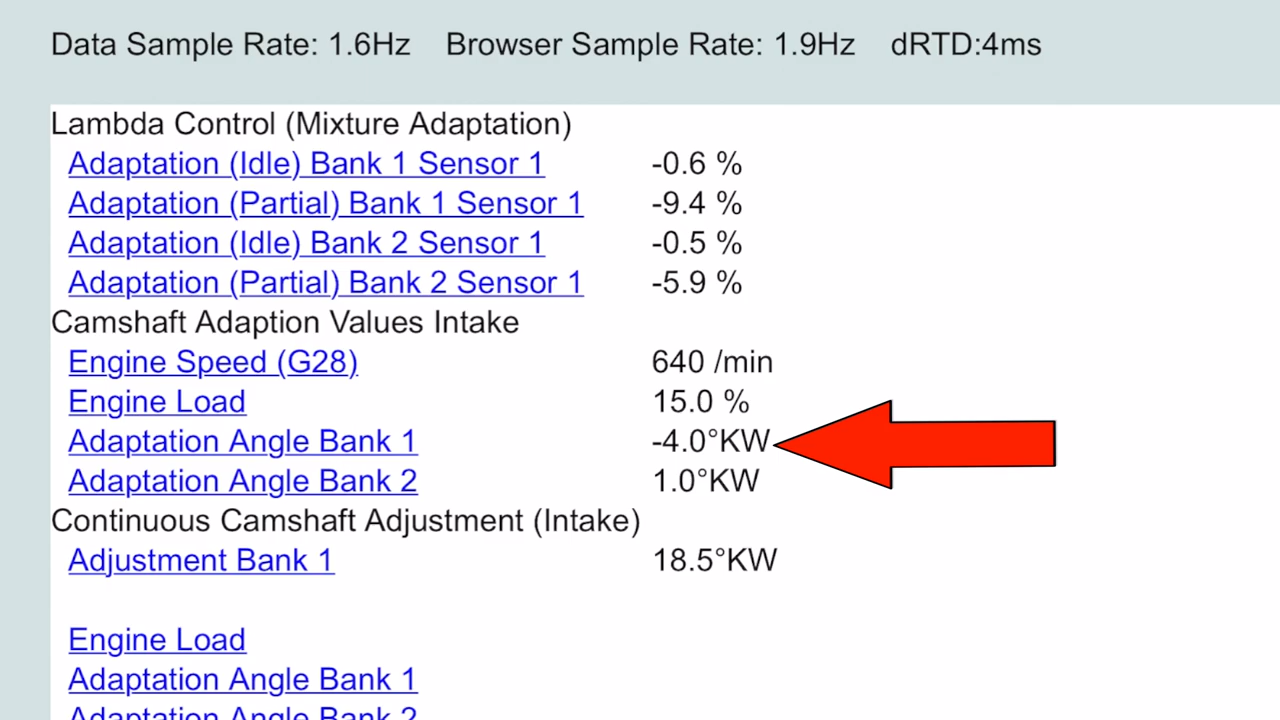 Data Sample Rate: 1.6Hz Browser Sample Rate: 1.9Hz dRTD:4ms
Lambda Control (Mixture Adaptation)
Adaptation (Idle) Bank 1 Sensor 1 -0.6 %
Adaptation (Partial) Bank 1 Sensor 1 -9.4 %
Adaptation (Idle) Bank 2 Sensor 1 -0.5 %
Adaptation (Partial) Bank 2 Sensor 1 -5.9 %
Camshaft Adaption Values Intake
Engine Speed (G28) 640 /min
Engine Load 15.0 %
Adaptation Angle Bank 1 -4.0°KW
Adaptation Angle Bank 2 1.0°KW
Continuous Camshaft Adjustment (Intake)
Adjustment Bank 1 18.5°KW
Engine Load
Adaptation Angle Bank 1
Adaptation Angle Bank 2